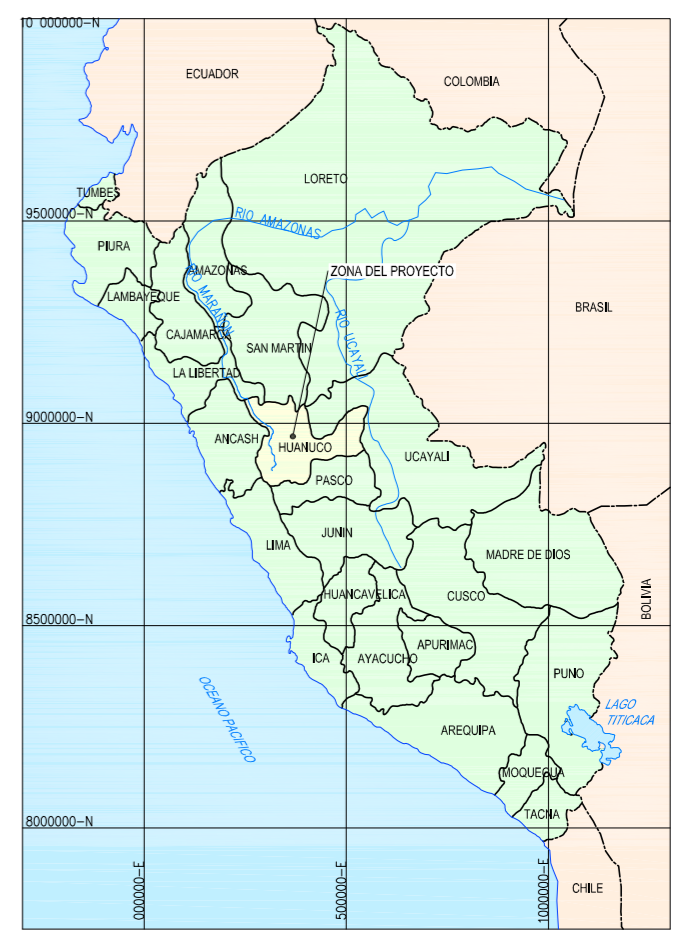 10 000000-N
ECUADOR
COLOMBIA
LORETO
TUMBES
9500000-N
RIO AMAZONAS
PIURA
AMAZONAS
ZONA DEL PROYECTO
RIO MARAÑON
LAMBAYEQUE
BRASIL
CAJAMARCA
RIO UCAYALI
SAN MARTIN
LA LIBERTAD
9000000-N
ANCASH
HUANUCO
UCAYALI
PASCO
LIMA
JUNIN
MADRE DE DIOS
HUANCAVELICA
CUSCO
BOLIVIA
8500000-N
ICA
AYACUCHO
APURIMAC
PUNO
OCEANO PACIFICO
LAGO
TITICACA
AREQUIPA
MOQUEGUA
TACNA
8000000-N
000000-E
500000-E
1000000-E
CHILE